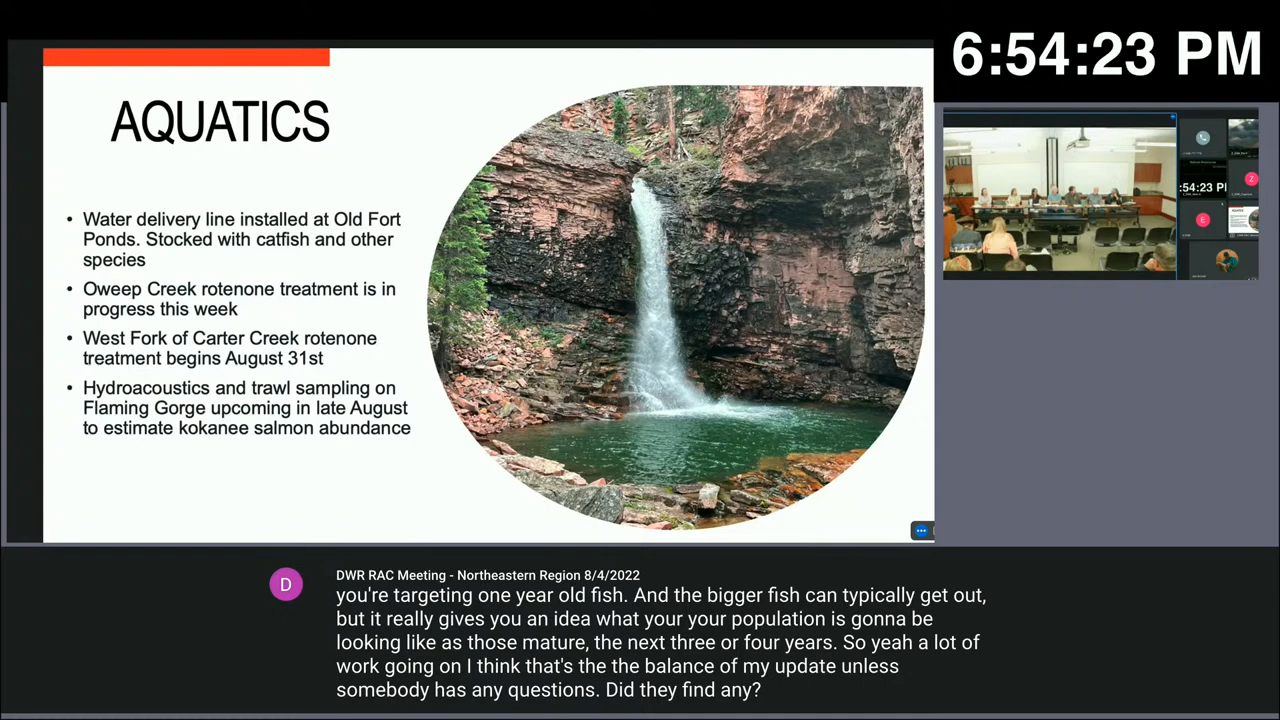 6:54:23 PM
AQUATICS
• Water delivery line installed at Old Fort
Ponds. Stocked with catfish and other
species
• Oweep Creek rotenone treatment is in
progress this week
• West Fork of Carter Creek rotenone
treatment begins August 31st
• Hydroacoustics and trawl sampling on
Flaming Gorge upcoming in late August
to estimate kokanee salmon abundance
:54:23 P
Z
E
D
DWR RAC Meeting - Northeastern Region 8/4/2022
you're targeting one year old fish. And the bigger fish can typically get out,
but it really gives you an idea what your your population is gonna be
looking like as those mature, the next three or four years. So yeah a lot of
work going on I think that's the the balance of my update unless
somebody has any questions. Did they find any?